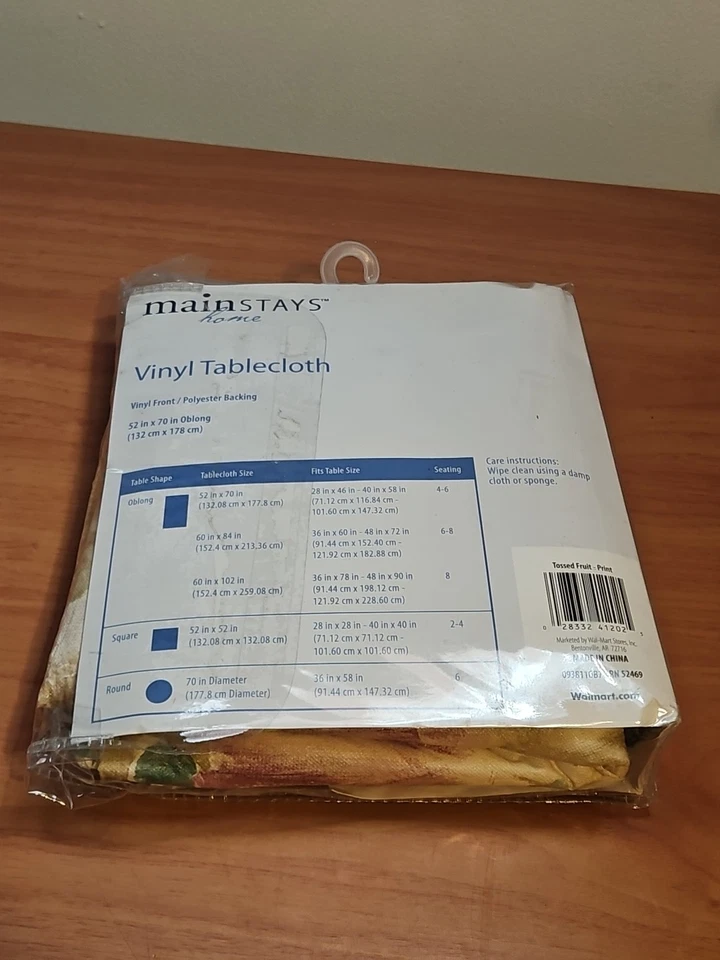 mainSTAYS™
home
Vinyl Tablecloth
Vinyl Front / Polyester Backing
52 in x 70 in Oblong
(132 cm x 178 cm)
Table Shape Tablecloth Size Fits Table Size Seating
Oblong 52 in x 70 in 28 in x 46 in - 40 in x 58 in 4-6
(132.08 cm x 177.8 cm) (71.12 cm x 116.84 cm -
101.60 cm x 147.32 cm)
60 in x 84 in 36 in x 60 in - 48 in x 72 in 6-8
(152.4 cm x 213.36 cm) (91.44 cm x 152.40 cm -
121.92 cm x 182.88 cm)
60 in x 102 in 36 in x 78 in - 48 in x 90 in 8
(152.4 cm x 259.08 cm) (91.44 cm x 198.12 cm -
121.92 cm x 228.60 cm)
Square 52 in x 52 in 28 in x 28 in - 40 in x 40 in 2-4
(132.08 cm x 132.08 cm) (71.12 cm x 71.12 cm -
101.60 cm x 101.60 cm)
Round 70 in Diameter 36 in x 58 in 6
(177.8 cm Diameter) (91.44 cm x 147.32 cm)
Care instructions:
Wipe clean using a damp
cloth or sponge.
Tossed Fruit - Print
0 28332 41202 5
Marketed by Wal-Mart Stores, Inc.
Bentonville, AR 72716
MADE IN CHINA
RN 52469
Walmart.com